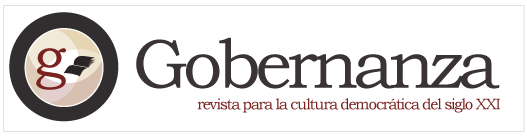 g
Gobernanza
revista para la cultura democrática del siglo XXI